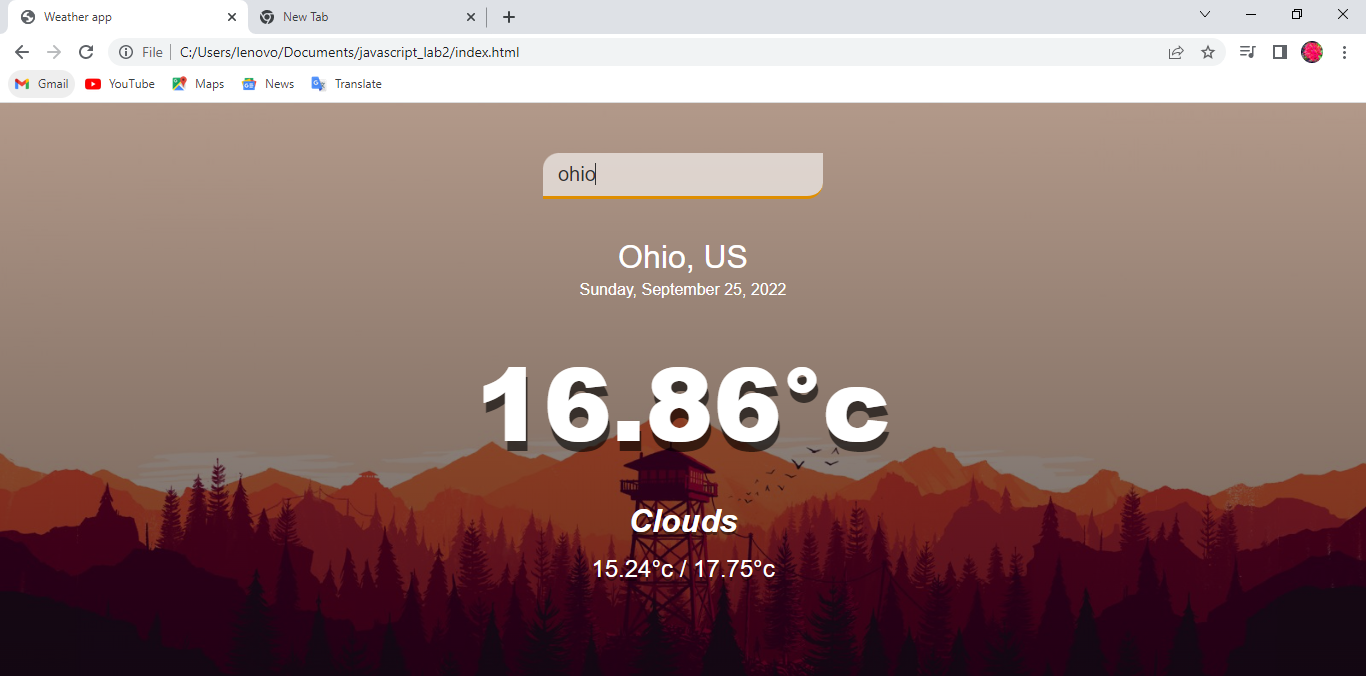 Weather app
New Tab
File
C:/Users/lenovo/Documents/javascript_lab2/index.html
Gmail
YouTube
Maps
News
Translate
ohio
Ohio, US
Sunday, September 25, 2022
16.86°c
Clouds
15.24°c / 17.75°c